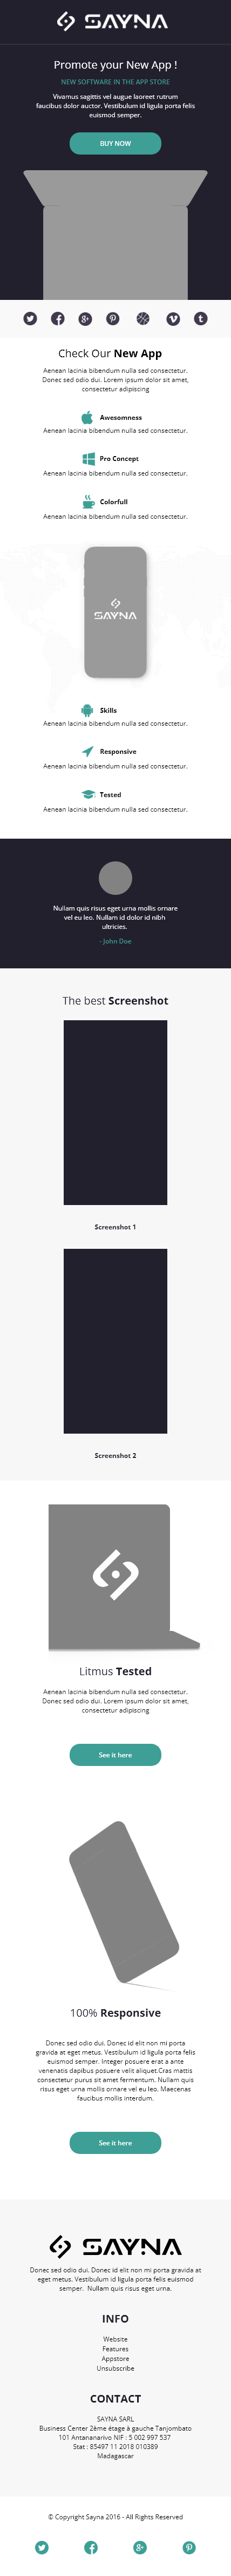 SAYNA
Promote your New App !
NEW SOFTWARE IN THE APP STORE
Vivamus sagittis vel augue laoreet rutrum
faucibus dolor auctor. Vestibulum id ligula porta felis
euismod semper.
BUY NOW
Check Our New App
Aenean lacinia bibendum nulla sed consectetur.
Donec sed odio dui. Lorem ipsum dolor sit amet,
consectetur adipiscing
Awesomness
Aenean lacinia bibendum nulla sed consectetur.
Pro Concept
Aenean lacinia bibendum nulla sed consectetur.
Colorfull
Aenean lacinia bibendum nulla sed consectetur.
SAYNA
Skills
Aenean lacinia bibendum nulla sed consectetur.
Responsive
Aenean lacinia bibendum nulla sed consectetur.
Tested
Aenean lacinia bibendum nulla sed consectetur.
Nullam quis risus eget urna mollis ornare
vel eu leo. Nullam id dolor id nibh
ultricies.
- John Doe
The best Screenshot
Screenshot 1
Screenshot 2
Litmus Tested
Aenean lacinia bibendum nulla sed consectetur.
Donec sed odio dui. Lorem ipsum dolor sit amet,
consectetur adipiscing
See it here
100% Responsive
Donec sed odio dui. Donec id elit non mi porta
gravida at eget metus. Vestibulum id ligula porta felis
euismod semper. Integer posuere erat a ante
venenatis dapibus posuere velit aliquet.Cras mattis
consectetur purus sit amet fermentum. Nullam quis
risus eget urna mollis ornare vel eu leo. Maecenas
faucibus mollis interdum.
See it here
SAYNA
Donec sed odio dui. Donec id elit non mi porta gravida at
eget metus. Vestibulum id ligula porta felis euismod
semper. Nullam quis risus eget urna.
INFO
Website
Features
Appstore
Unsubscribe
CONTACT
SAYNA SARL
Business Center 2ème étage à gauche Tanjombato
101 Antananarivo NIF : 5 002 997 537
Stat : 85497 11 2018 010389
Madagascar
© Copyright Sayna 2016 - All Rights Reserved